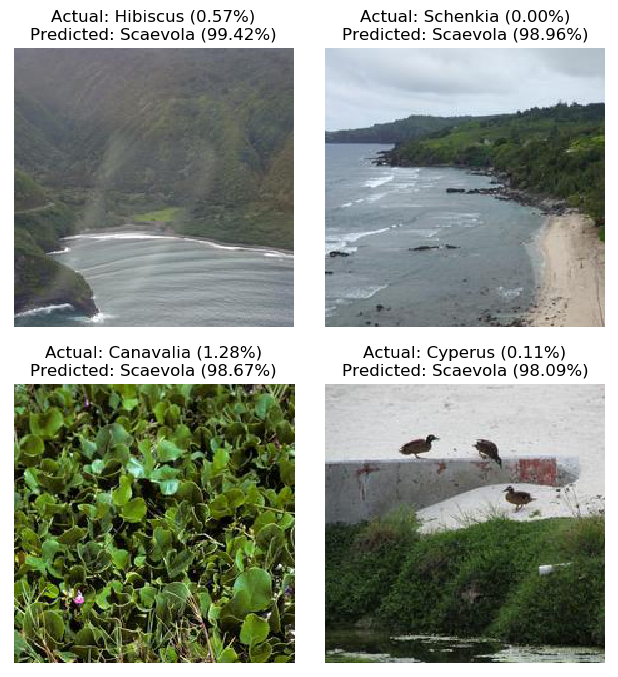 Actual: Hibiscus (0.57%)
Predicted: Scaevola (99.42%)
Actual: Schenkia (0.00%)
Predicted: Scaevola (98.96%)
Actual: Canavalia (1.28%)
Predicted: Scaevola (98.67%)
Actual: Cyperus (0.11%)
Predicted: Scaevola (98.09%)